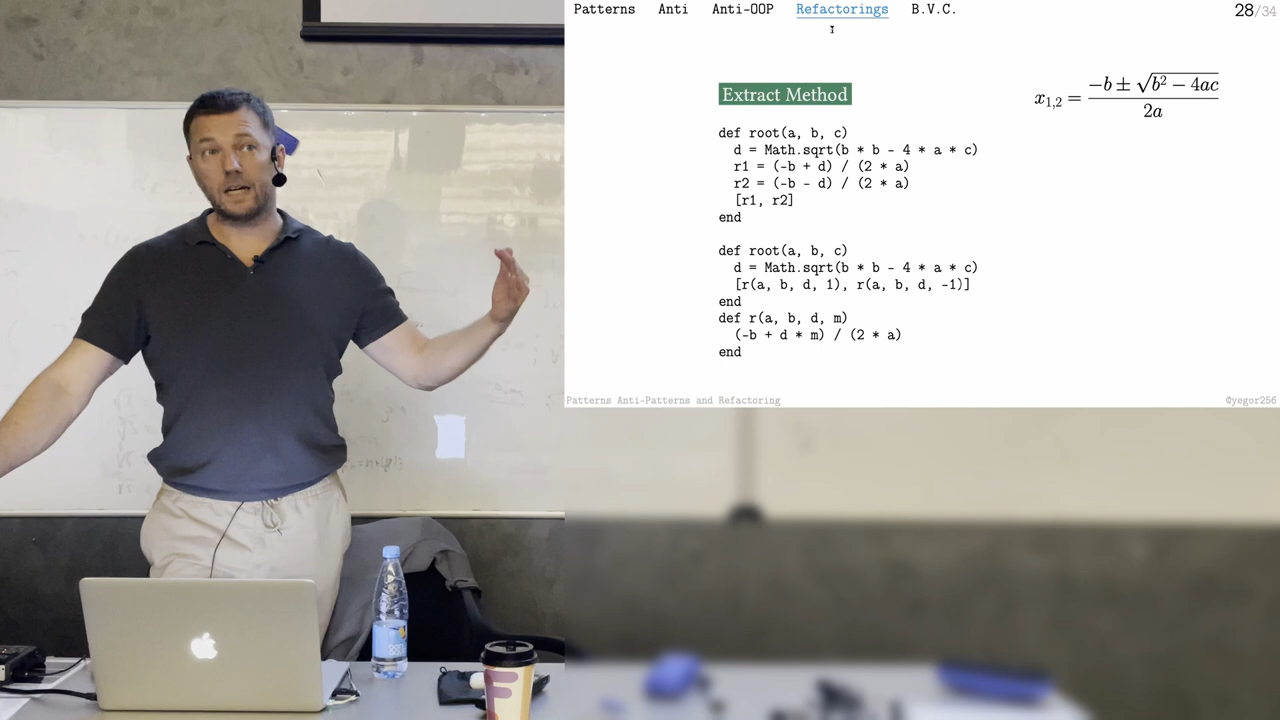 Patterns Anti Anti-OOP Refactorings B.V.C. 28/34
Extract Method
x1,2 = −b ± √b² − 4ac / 2a
def root(a, b, c)
d = Math.sqrt(b * b - 4 * a * c)
r1 = (-b + d) / (2 * a)
r2 = (-b - d) / (2 * a)
[r1, r2]
end
def root(a, b, c)
d = Math.sqrt(b * b - 4 * a * c)
[r(a, b, d, 1), r(a, b, d, -1)]
end
def r(a, b, d, m)
(-b + d * m) / (2 * a)
end
Patterns Anti-Patterns and Refactoring @yegor256